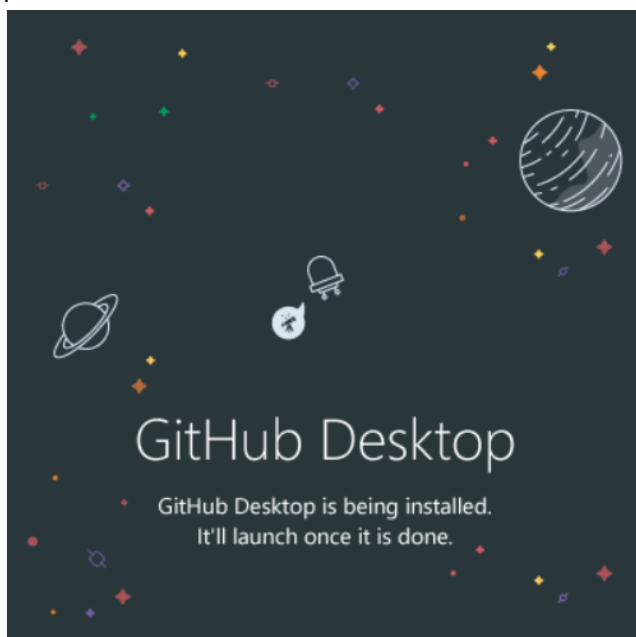 GitHub Desktop
GitHub Desktop is being installed.
It'll launch once it is done.